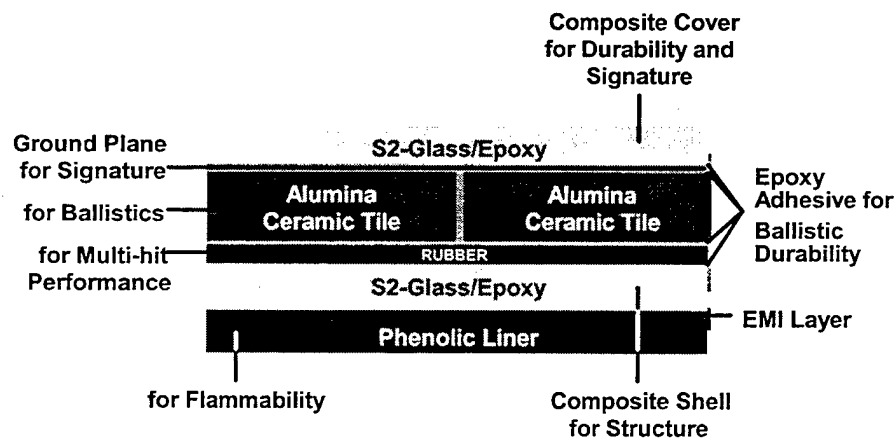 Composite Cover
for Durability and
Signature
Ground Plane
for Signature
S2-Glass/Epoxy
Alumina
Ceramic Tile
Alumina
Ceramic Tile
Epoxy
Adhesive for
Ballistic
Durability
for Ballistics
for Multi-hit
Performance
RUBBER
S2-Glass/Epoxy
EMI Layer
Phenolic Liner
for Flammability
Composite Shell
for Structure